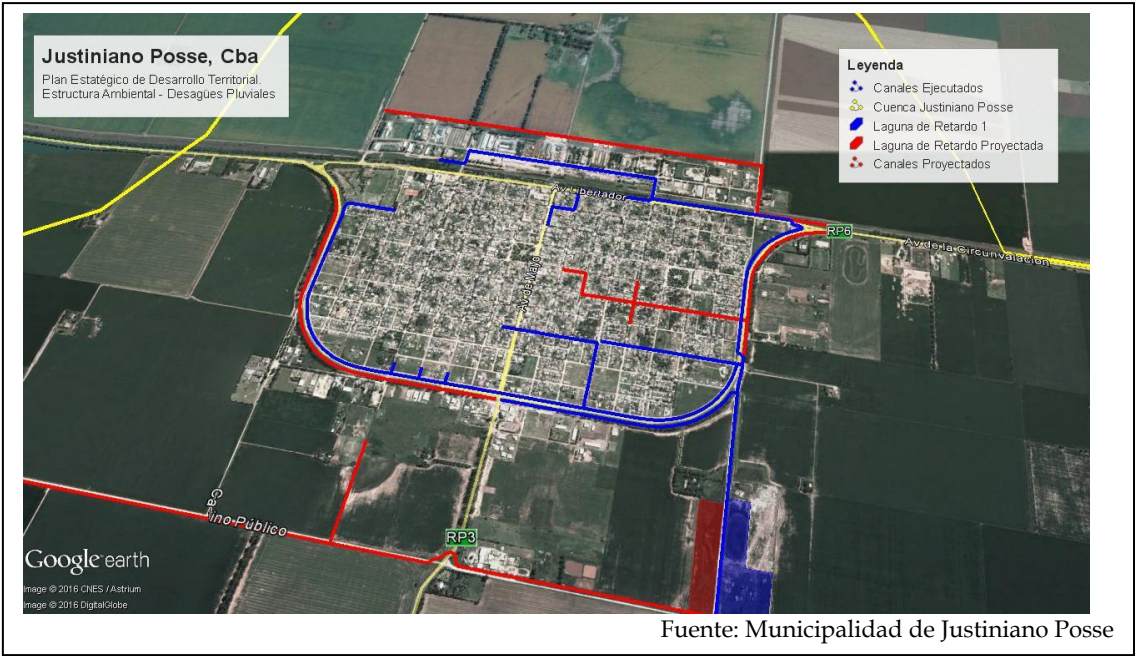 Justiniano Posse, Cba
Plan Estatégico de Desarrollo Territorial.
Estructura Ambiental - Desagües Pluviales
Leyenda
Canales Ejecutados
Cuenca Justiniano Posse
Laguna de Retardo 1
Laguna de Retardo Proyectada
Canales Proyectados
Av Libertador
RP6
Av de la Circunvalación
Av de Mayo
Camino Público
RP3
Google earth
Image © 2016 CNES / Astrium
Image © 2016 DigitalGlobe
Fuente: Municipalidad de Justiniano Posse